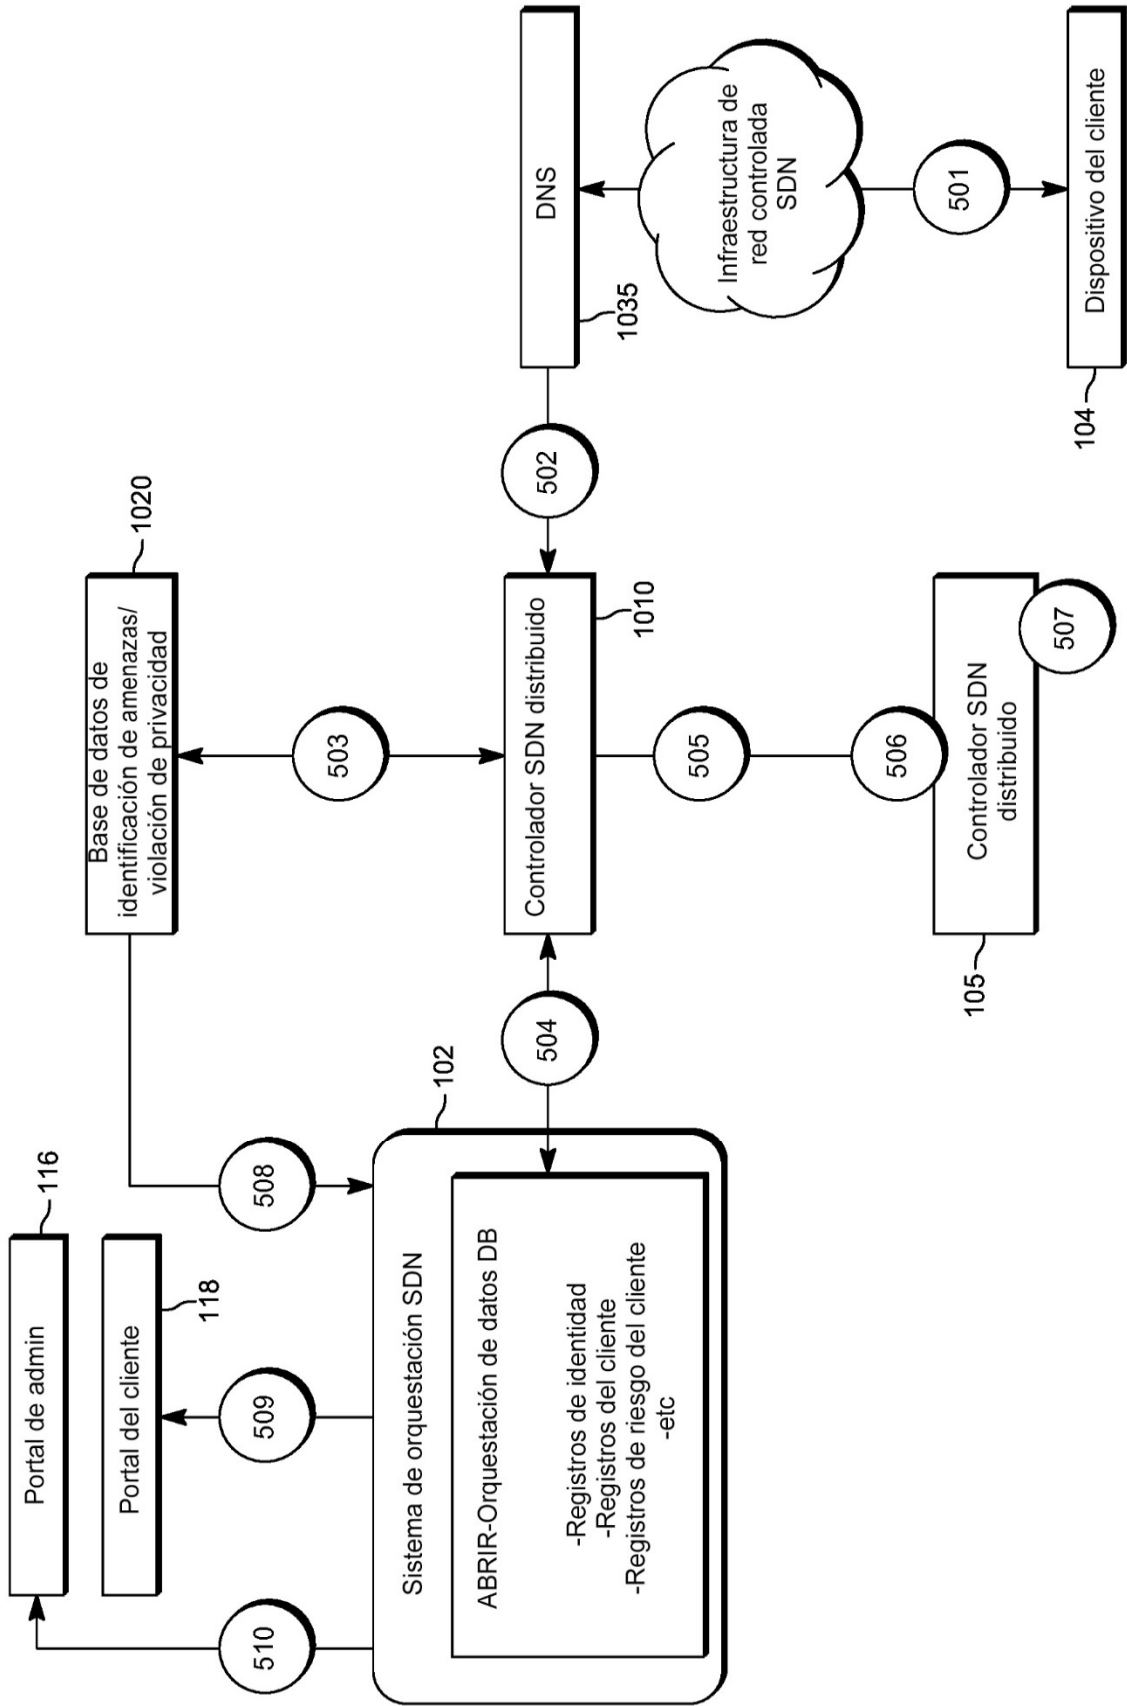 Portal de admin
116
Portal del cliente
118
510
509
508
Sistema de orquestación SDN
102
ABRIR-Orquestación de datos DB
-Registros de identidad
-Registros del cliente
-Registros de riesgo del cliente
-etc
504
Base de datos de
identificación de amenazas/
violación de privacidad
1020
503
Controlador SDN distribuido
1010
505
506
Controlador SDN
distribuido
105
507
502
DNS
1035
Infraestructura de
red controlada
SDN
501
Dispositivo del cliente
104